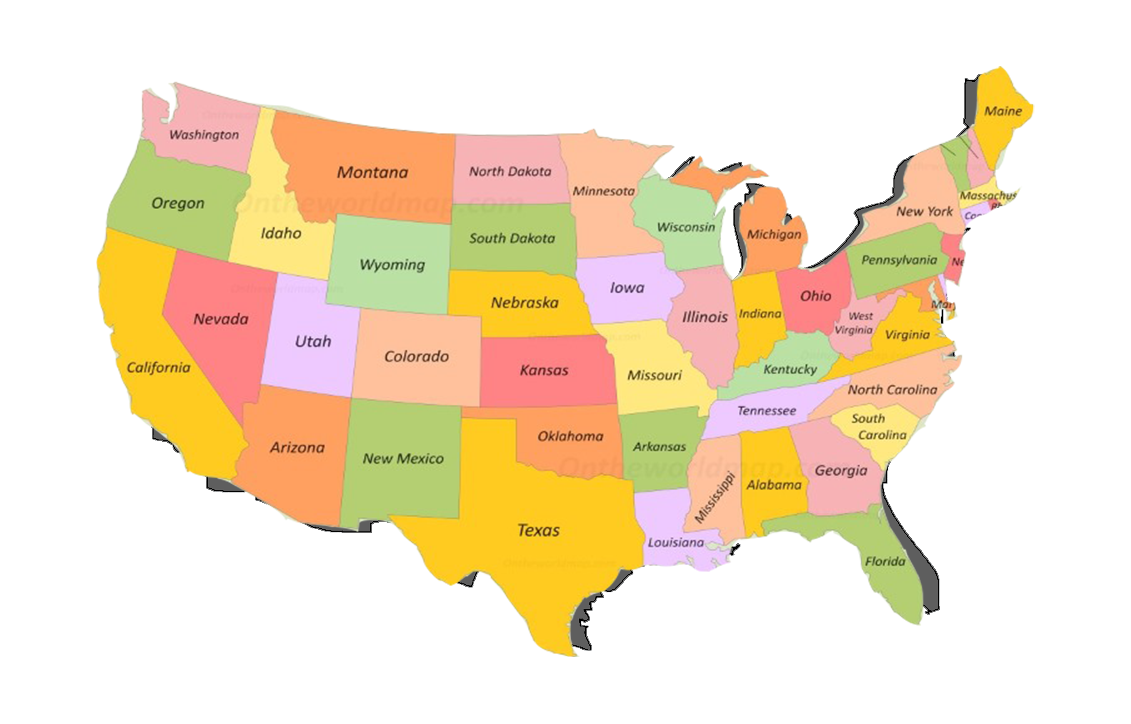 Maine
Washington
Montana
North Dakota
Minnesota
Oregon
Idaho
Ontheworldmap.com
South Dakota
Wisconsin
Michigan
New York
Massachus
Co
Wyoming
Pennsylvania
Ne
Nebraska
Iowa
Ohio
Mary
Nevada
Utah
Colorado
Illinois
Indiana
West
Virginia
Virginia
California
Kansas
Missouri
Kentucky
North Carolina
Tennessee
South
Carolina
Arizona
New Mexico
Oklahoma
Arkansas
Ontheworldmap.com
Mississippi
Alabama
Georgia
Texas
Louisiana
Florida